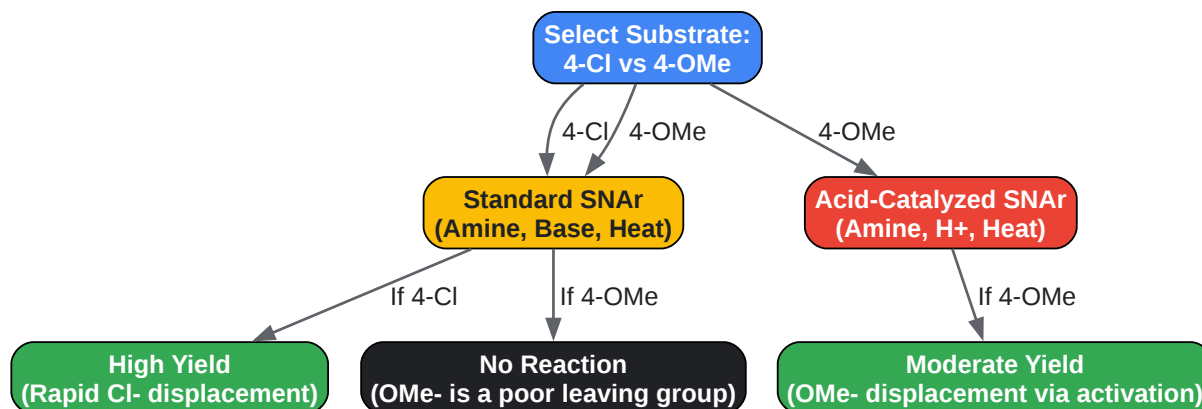 Select Substrate:
4-Cl vs 4-OMe
4-Cl
4-OMe
4-OMe
Standard SNAr
(Amine, Base, Heat)
Acid-Catalyzed SNAr
(Amine, H+, Heat)
If 4-Cl
If 4-OMe
If 4-OMe
High Yield
(Rapid Cl- displacement)
No Reaction
(OMe- is a poor leaving group)
Moderate Yield
(OMe- displacement via activation)